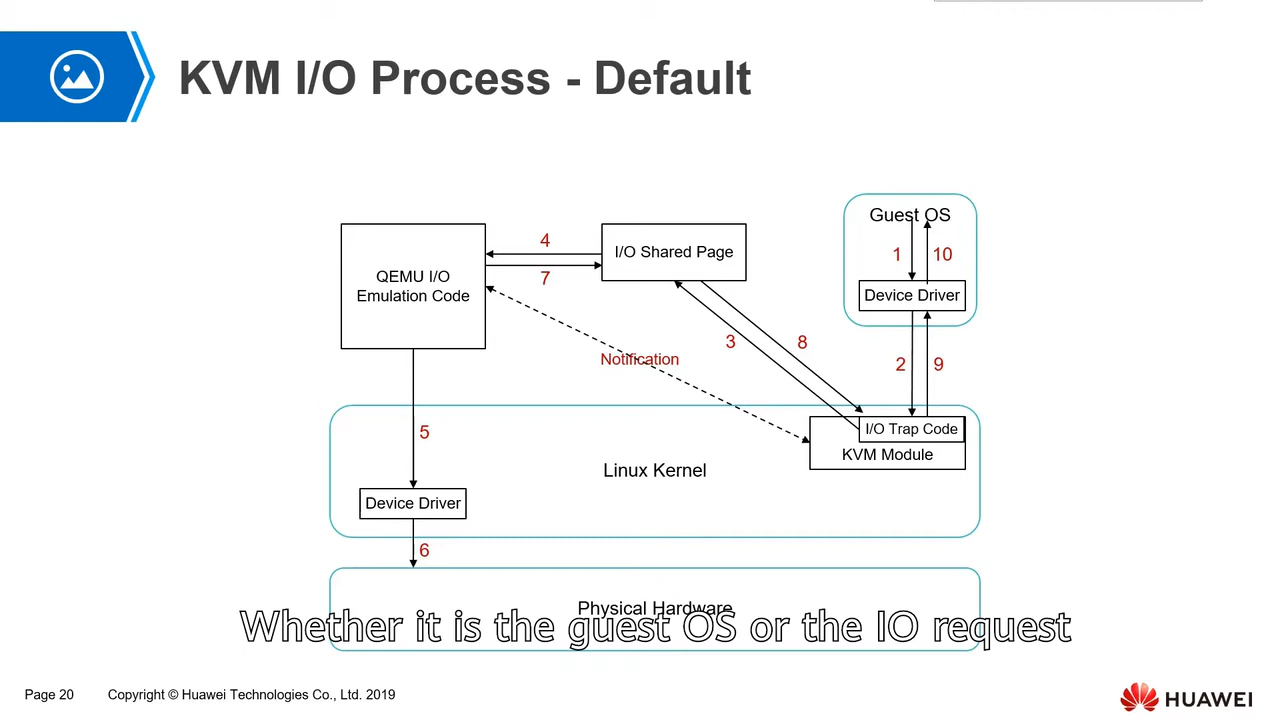 KVM I/O Process - Default
Guest OS
1
10
Device Driver
QEMU I/O
Emulation Code
4
7
I/O Shared Page
3
8
2
9
Notification
I/O Trap Code
KVM Module
5
Linux Kernel
Device Driver
6
Physical Hardware
Whether it is the guest OS or the IO request
Page 20
Copyright © Huawei Technologies Co., Ltd. 2019
HUAWEI